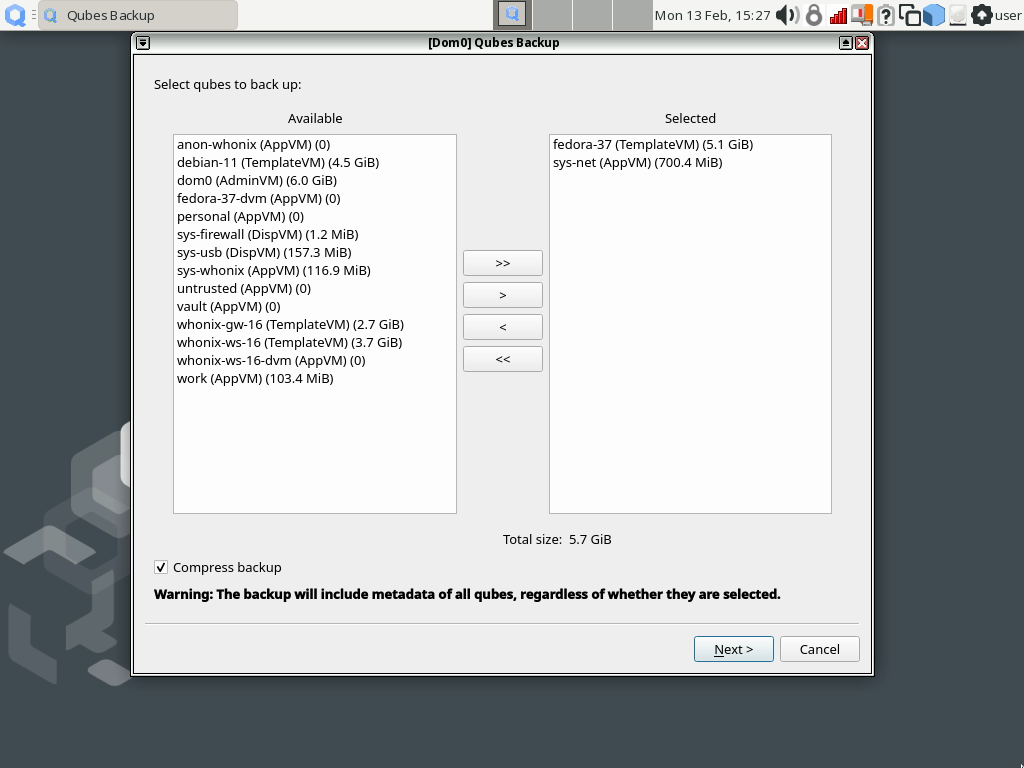 Qubes Backup
Mon 13 Feb, 15:27
user
[Dom0] Qubes Backup
Select qubes to back up:
Available
anon-whonix (AppVM) (0)
debian-11 (TemplateVM) (4.5 GiB)
dom0 (AdminVM) (6.0 GiB)
fedora-37-dvm (AppVM) (0)
personal (AppVM) (0)
sys-firewall (DispVM) (1.2 MiB)
sys-usb (DispVM) (157.3 MiB)
sys-whonix (AppVM) (116.9 MiB)
untrusted (AppVM) (0)
vault (AppVM) (0)
whonix-gw-16 (TemplateVM) (2.7 GiB)
whonix-ws-16 (TemplateVM) (3.7 GiB)
whonix-ws-16-dvm (AppVM) (0)
work (AppVM) (103.4 MiB)
>>
>
<
<<
Selected
fedora-37 (TemplateVM) (5.1 GiB)
sys-net (AppVM) (700.4 MiB)
Total size: 5.7 GiB
Compress backup
Warning: The backup will include metadata of all qubes, regardless of whether they are selected.
Next >
Cancel